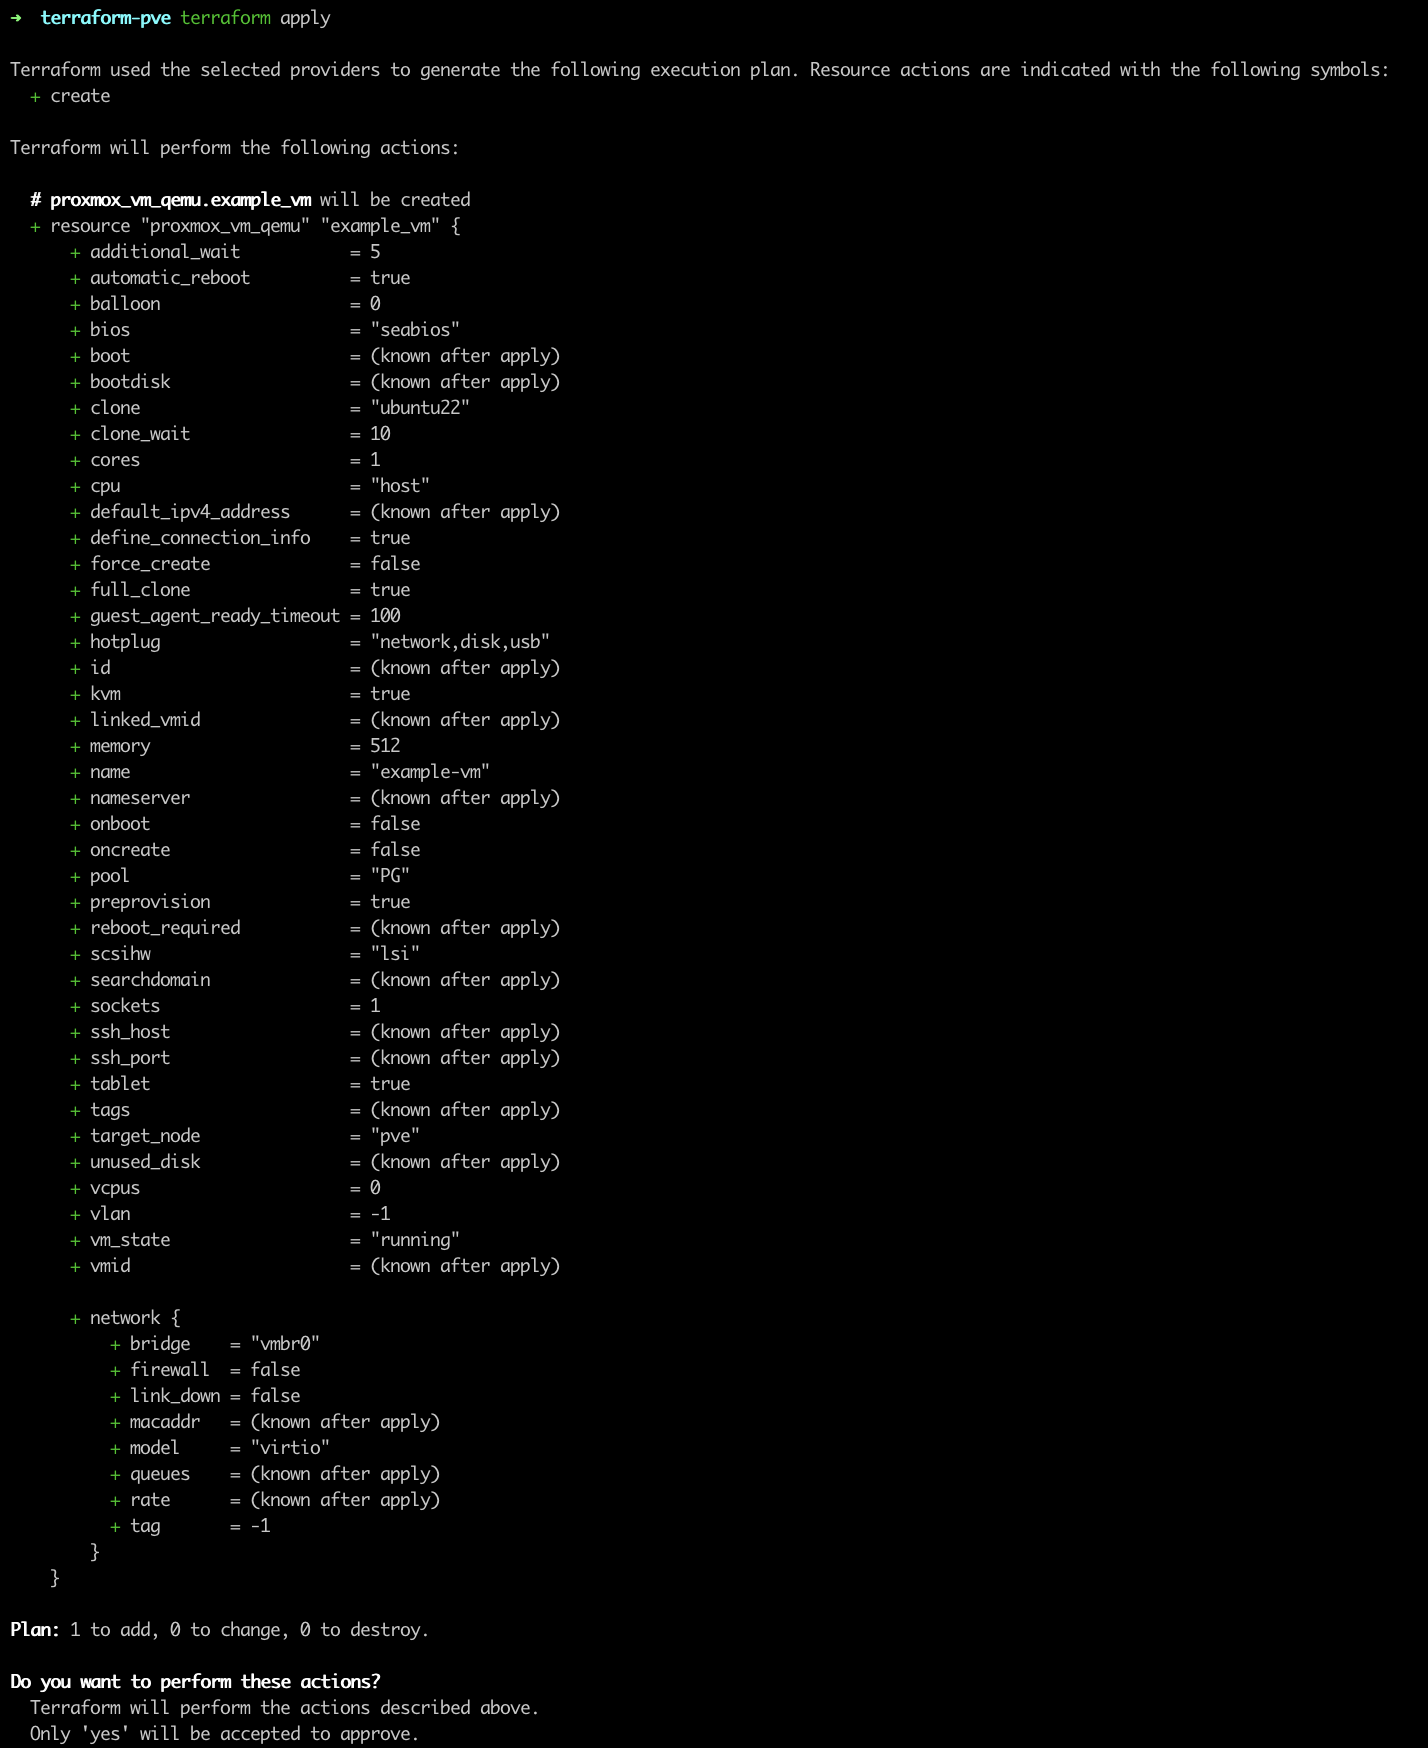 ➜  terraform-pve terraform apply

Terraform used the selected providers to generate the following execution plan. Resource actions are indicated with the following symbols:
  + create

Terraform will perform the following actions:

  # proxmox_vm_qemu.example_vm will be created
  + resource "proxmox_vm_qemu" "example_vm" {
      + additional_wait           = 5
      + automatic_reboot          = true
      + balloon                   = 0
      + bios                      = "seabios"
      + boot                      = (known after apply)
      + bootdisk                  = (known after apply)
      + clone                     = "ubuntu22"
      + clone_wait                = 10
      + cores                     = 1
      + cpu                       = "host"
      + default_ipv4_address      = (known after apply)
      + define_connection_info    = true
      + force_create              = false
      + full_clone                = true
      + guest_agent_ready_timeout = 100
      + hotplug                   = "network,disk,usb"
      + id                        = (known after apply)
      + kvm                       = true
      + linked_vmid               = (known after apply)
      + memory                    = 512
      + name                      = "example-vm"
      + nameserver                = (known after apply)
      + onboot                    = false
      + oncreate                  = false
      + pool                      = "PG"
      + preprovision              = true
      + reboot_required           = (known after apply)
      + scsihw                    = "lsi"
      + searchdomain              = (known after apply)
      + sockets                   = 1
      + ssh_host                  = (known after apply)
      + ssh_port                  = (known after apply)
      + tablet                    = true
      + tags                      = (known after apply)
      + target_node               = "pve"
      + unused_disk               = (known after apply)
      + vcpus                     = 0
      + vlan                      = -1
      + vm_state                  = "running"
      + vmid                      = (known after apply)

      + network {
          + bridge    = "vmbr0"
          + firewall  = false
          + link_down = false
          + macaddr   = (known after apply)
          + model     = "virtio"
          + queues    = (known after apply)
          + rate      = (known after apply)
          + tag       = -1
        }
    }

Plan: 1 to add, 0 to change, 0 to destroy.

Do you want to perform these actions?
  Terraform will perform the actions described above.
  Only 'yes' will be accepted to approve.